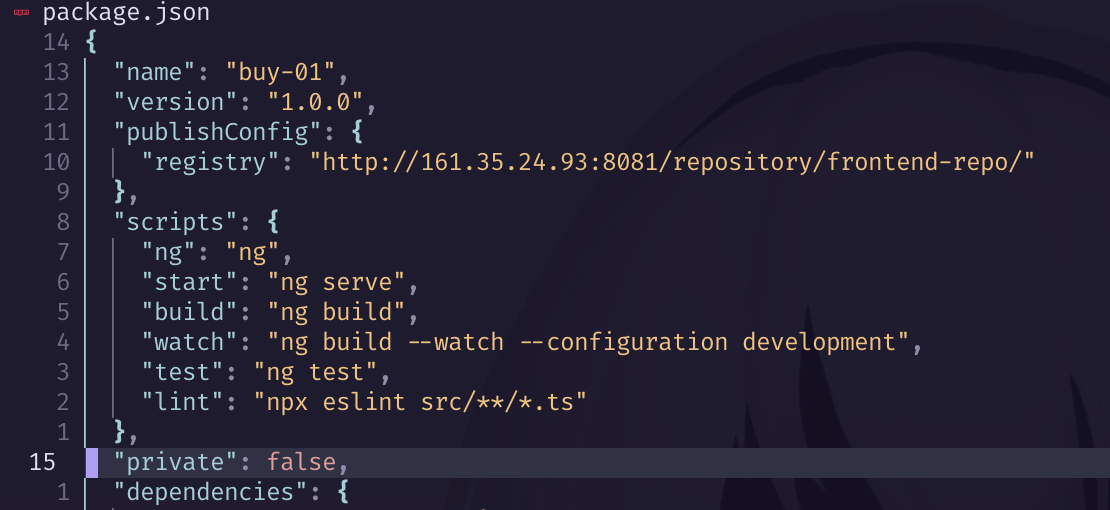 package.json
14 {
13 "name": "buy-01",
12 "version": "1.0.0",
11 "publishConfig": {
10 "registry": "http://161.35.24.93:8081/repository/frontend-repo/"
9 },
8 "scripts": {
7 "ng": "ng",
6 "start": "ng serve",
5 "build": "ng build",
4 "watch": "ng build --watch --configuration development",
3 "test": "ng test",
2 "lint": "npx eslint src/**/*.ts"
1 },
15 "private": false,
1 "dependencies": {